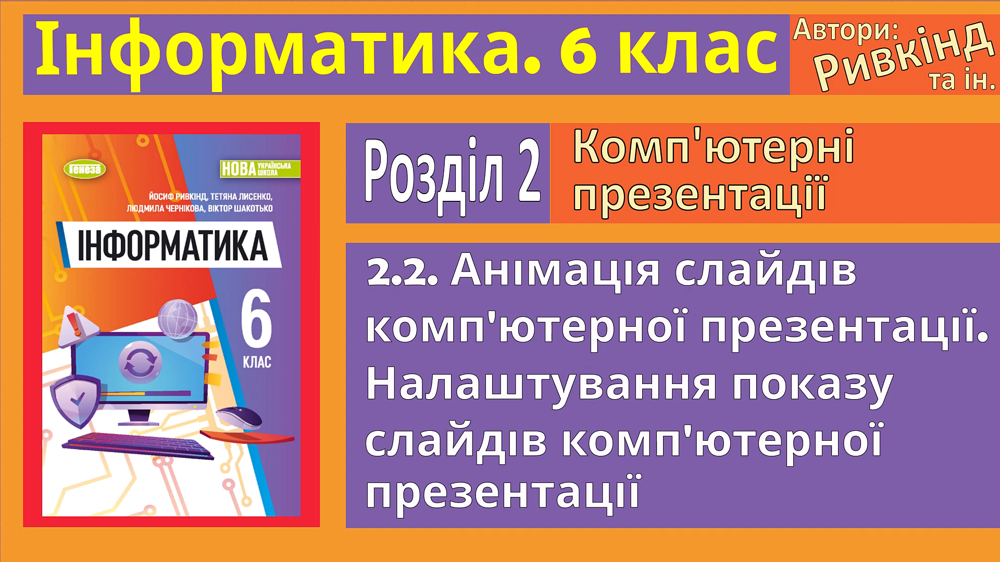 Інформатика. 6 клас
Автори:
Ривкінд
та ін.
Генеза
НОВА УКРАЇНСЬКА ШКОЛА
ЙОСИФ РИВКІНД, ТЕТЯНА ЛИСЕНКО,
ЛЮДМИЛА ЧЕРНІКОВА, ВІКТОР ШАКОТЬКО
ІНФОРМАТИКА
6
КЛАС
Розділ 2
Комп'ютерні
презентації
2.2. Анімація слайдів
комп'ютерної презентації.
Налаштування показу
слайдів комп'ютерної
презентації